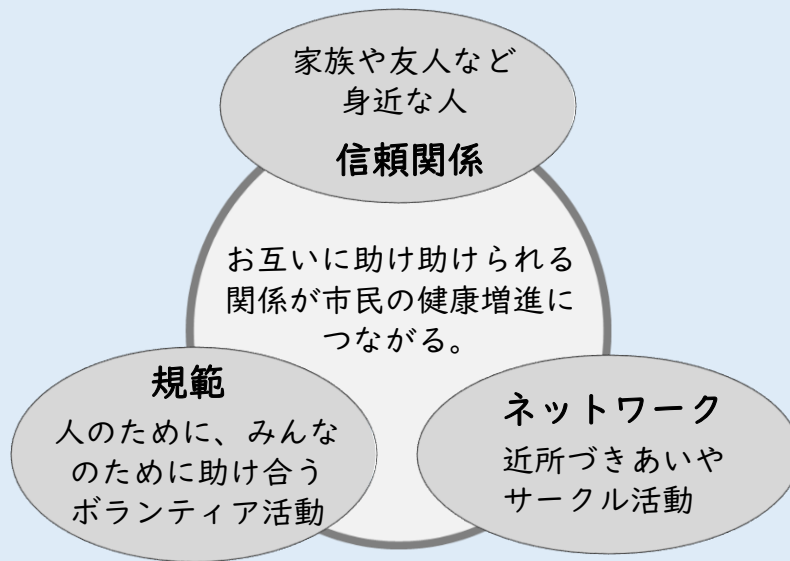 家族や友人など
身近な人
信頼関係
お互いに助け助けられる
関係が市民の健康増進に
つながる。
規範
人のために、みんな
のために助け合う
ボランティア活動
ネットワーク
近所づきあいや
サークル活動